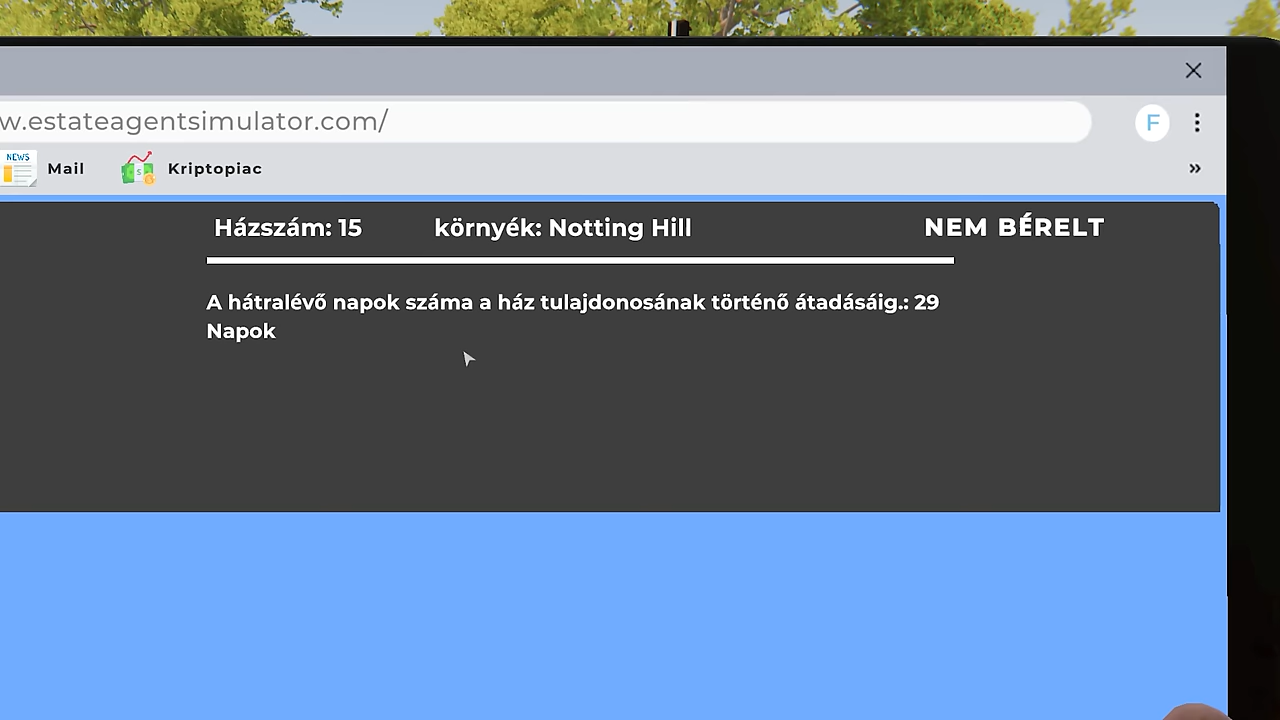 w.estateagentsimulator.com/
F
NEWS
Mail
Kriptopiac
»
Házszám: 15
környék: Notting Hill
NEM BÉRELT
A hátralévő napok száma a ház tulajdonosának történő átadásáig.: 29
Napok